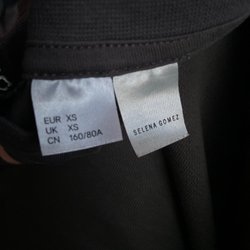 EUR XS
UK XS
CN 160/80A
SELENA GOMEZ